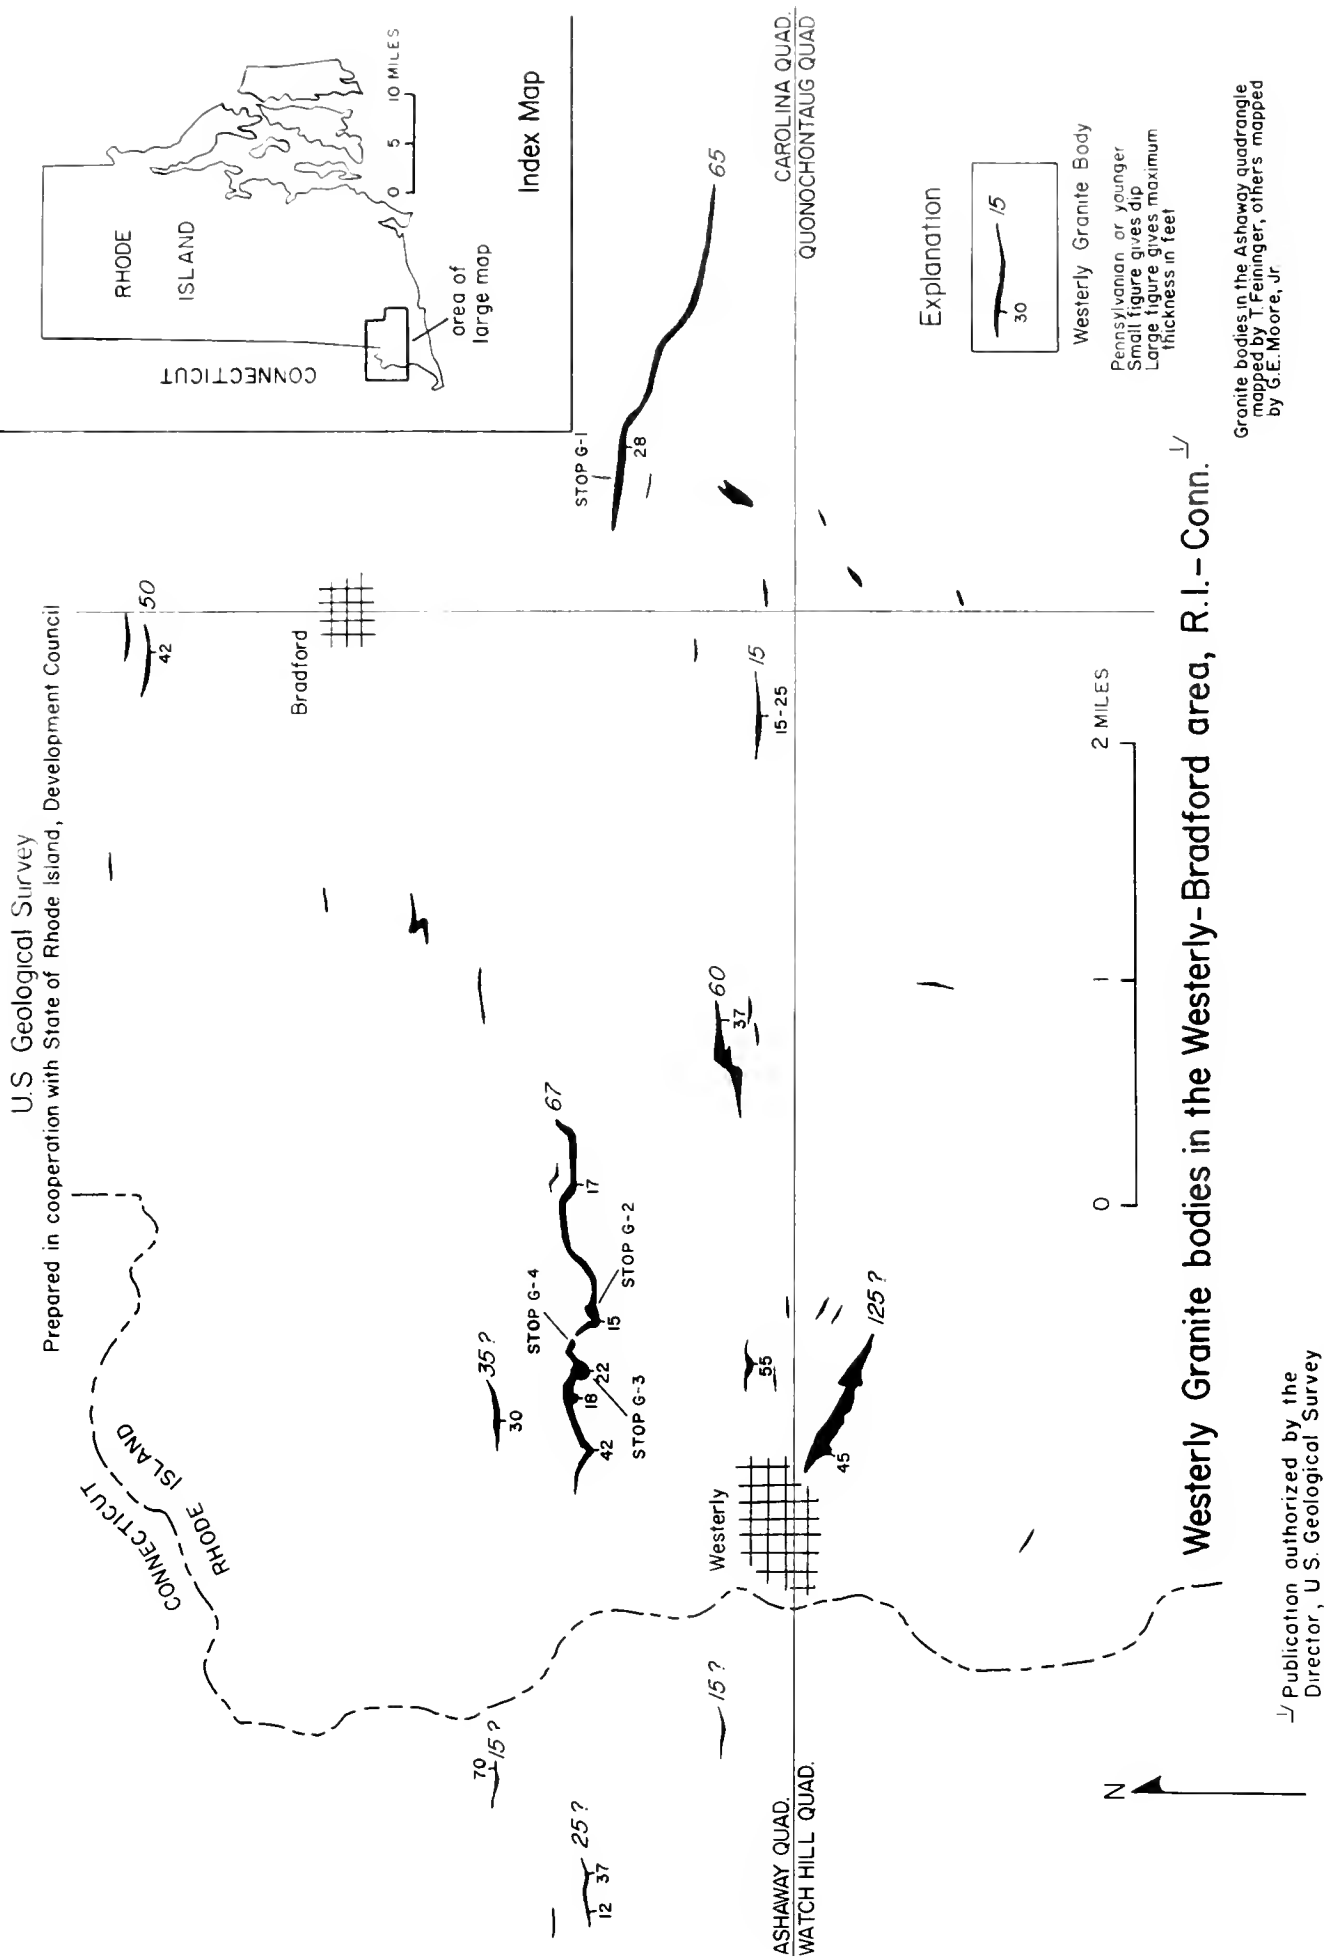 U.S Geological Survey
Prepared in cooperation with State of Rhode Island, Development Council
CONNECTICUT
RHODE
ISLAND
area of
large map
0 5 10 MILES
Index Map
CONNECTICUT
RHODE ISLAND
42
50
Bradford
STOP G-1
28
65
70
15?
12
37
25?
30
35?
STOP G-4
42
18
22
15
17
67
STOP G-3
STOP G-2
15?
Westerly
55
37
60
15-25
15
45
125?
ASHAWAY QUAD.
WATCH HILL QUAD.
CAROLINA QUAD.
QUONOCHONTAUG QUAD
N
0 1 2 MILES
Explanation
30
15
Westerly Granite Body
Pennsylvanian or younger
Small figure gives dip
Large figure gives maximum
thickness in feet
Westerly Granite bodies in the Westerly-Bradford area, R.I.-Conn. 1/
Granite bodies in the Ashaway quadrangle
mapped by T. Feininger, others mapped
by G.E. Moore, Jr.
1/ Publication authorized by the
Director, U.S. Geological Survey